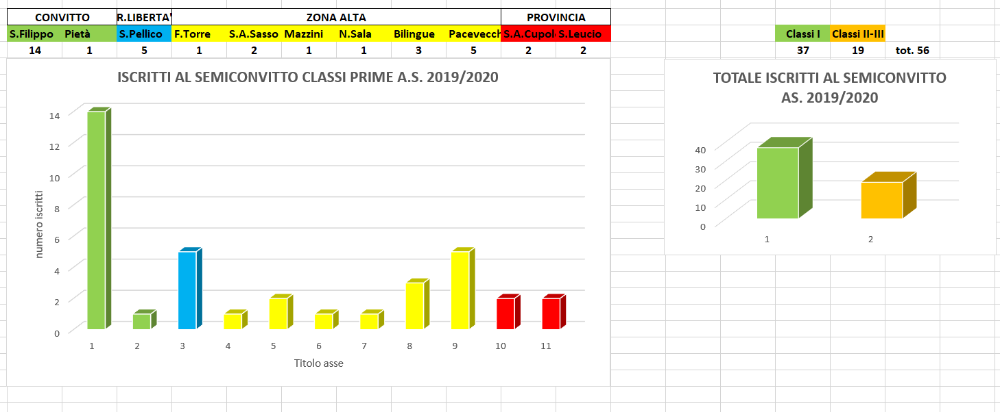 CONVITTO R.LIBERTA' ZONA ALTA PROVINCIA
S.Filippo Pietà S.Pellico F.Torre S.A.Sasso Mazzini N.Sala Bilingue Pacevecch S.A.Cupol S.Leucio Classi I Classi II-III
14 1 5 1 2 1 1 3 5 2 2 37 19 tot. 56
ISCRITTI AL SEMICONVITTO CLASSI PRIME A.S. 2019/2020
14
12
10
8
6
4
2
0
numero iscritti
1 2 3 4 5 6 7 8 9 10 11
Titolo asse
TOTALE ISCRITTI AL SEMICONVITTO
AS. 2019/2020
40
30
20
10
0
1 2